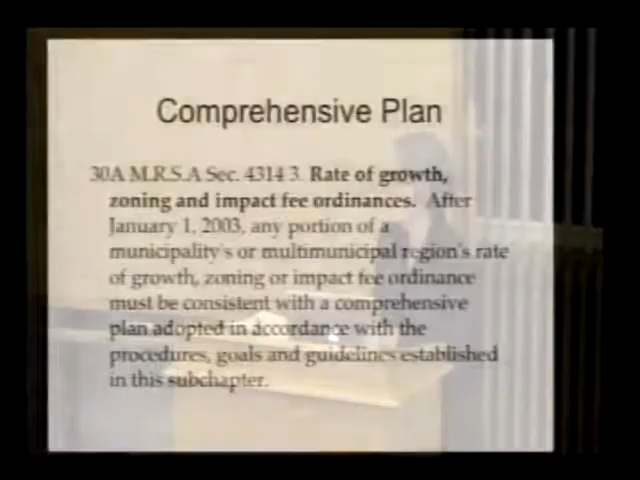 Comprehensive Plan
30A M.R.S.A Sec. 4314 3. Rate of growth,
zoning and impact fee ordinances. After
January 1, 2003, any portion of a
municipality's or multimunicipal region's rate
of growth, zoning or impact fee ordinance
must be consistent with a comprehensive
plan adopted in accordance with the
procedures, goals and guidelines established
in this subchapter.